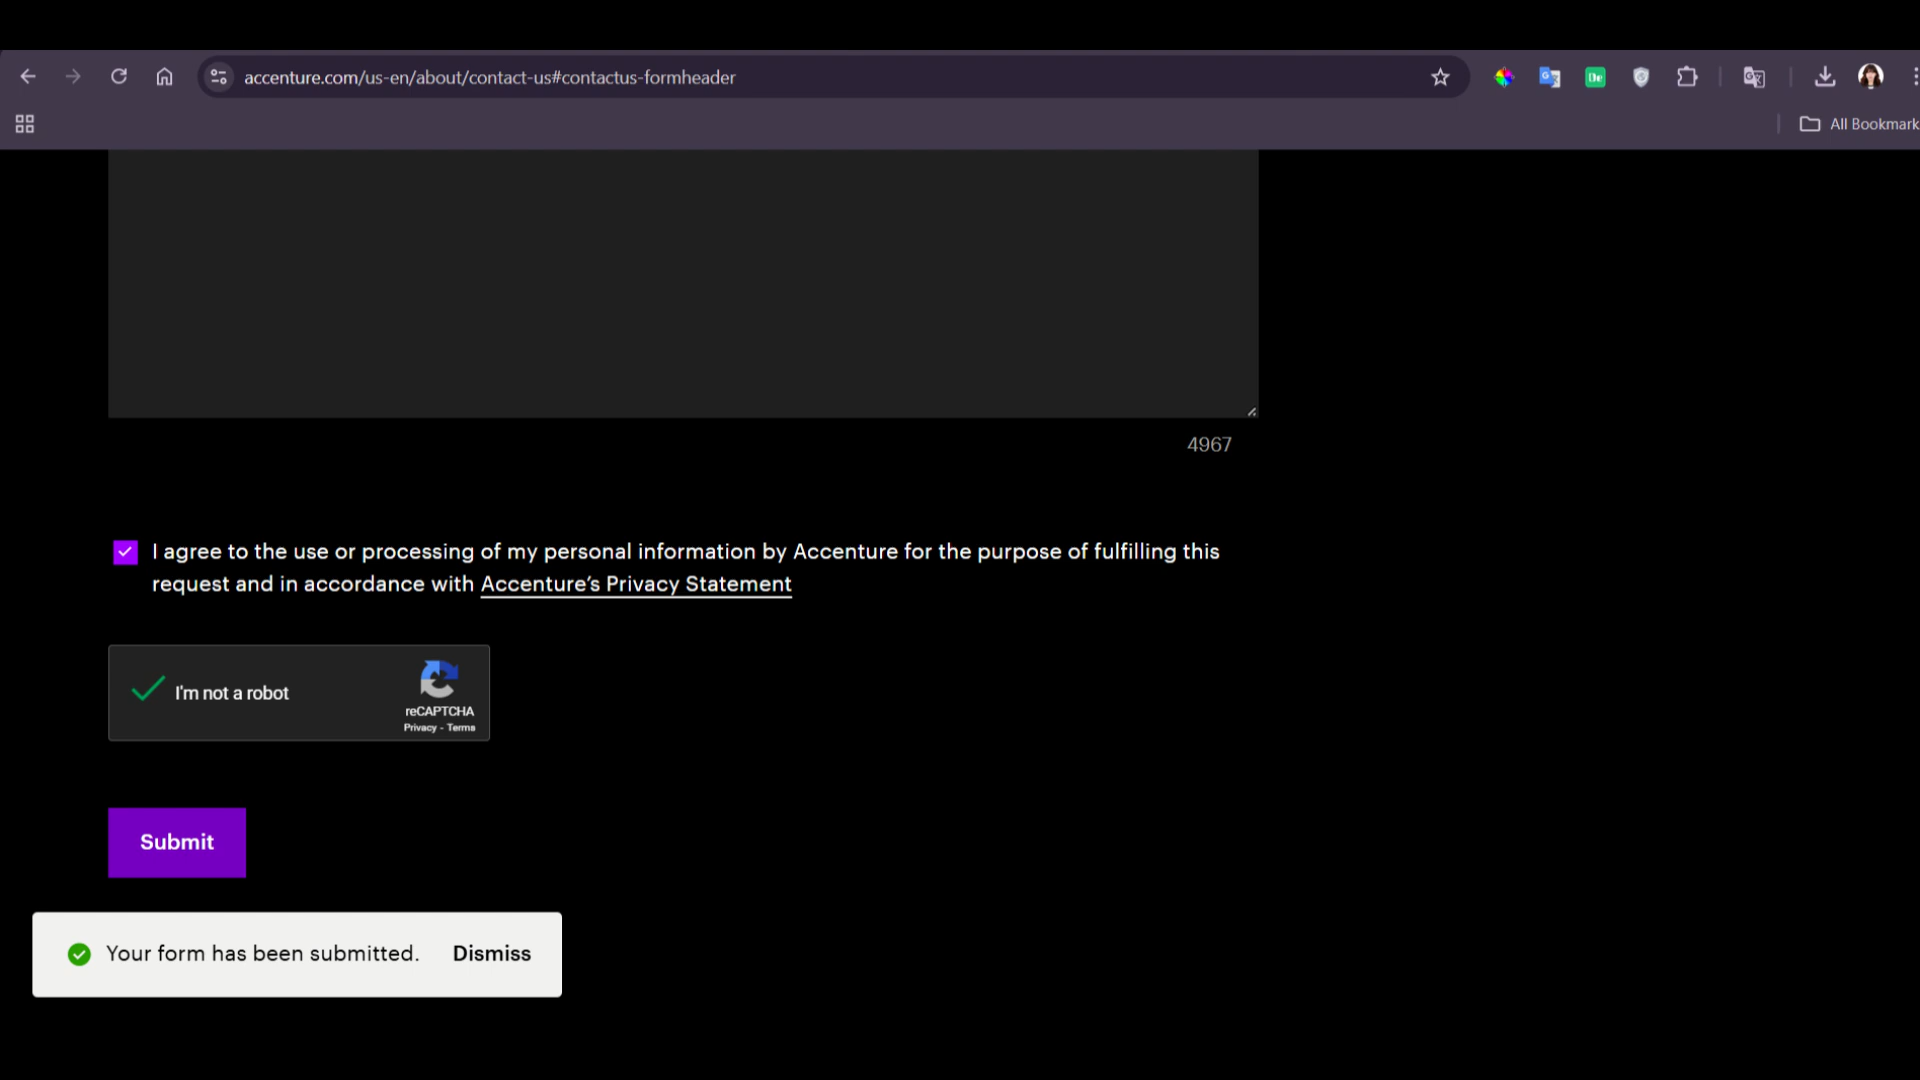 accenture.com/us-en/about/contact-us#contactus-formheader
De
All Bookmark
4967
I agree to the use or processing of my personal information by Accenture for the purpose of fulfilling this
request and in accordance with Accenture’s Privacy Statement
I'm not a robot
reCAPTCHA
Privacy - Terms
Submit
Your form has been submitted. Dismiss